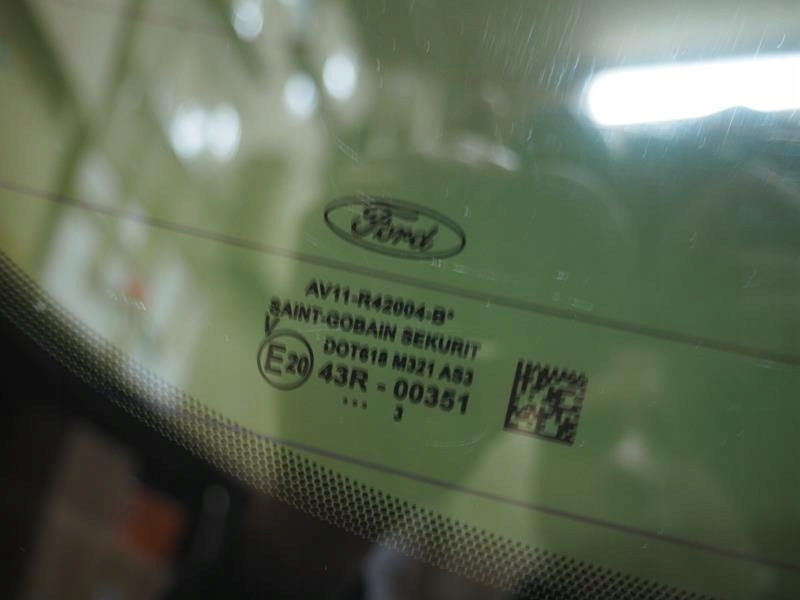 Ford
AV11-R42004-B*
SAINT-GOBAIN SEKURIT
V
DOT618 M321 AS3
E20 43R - 00351
... 3